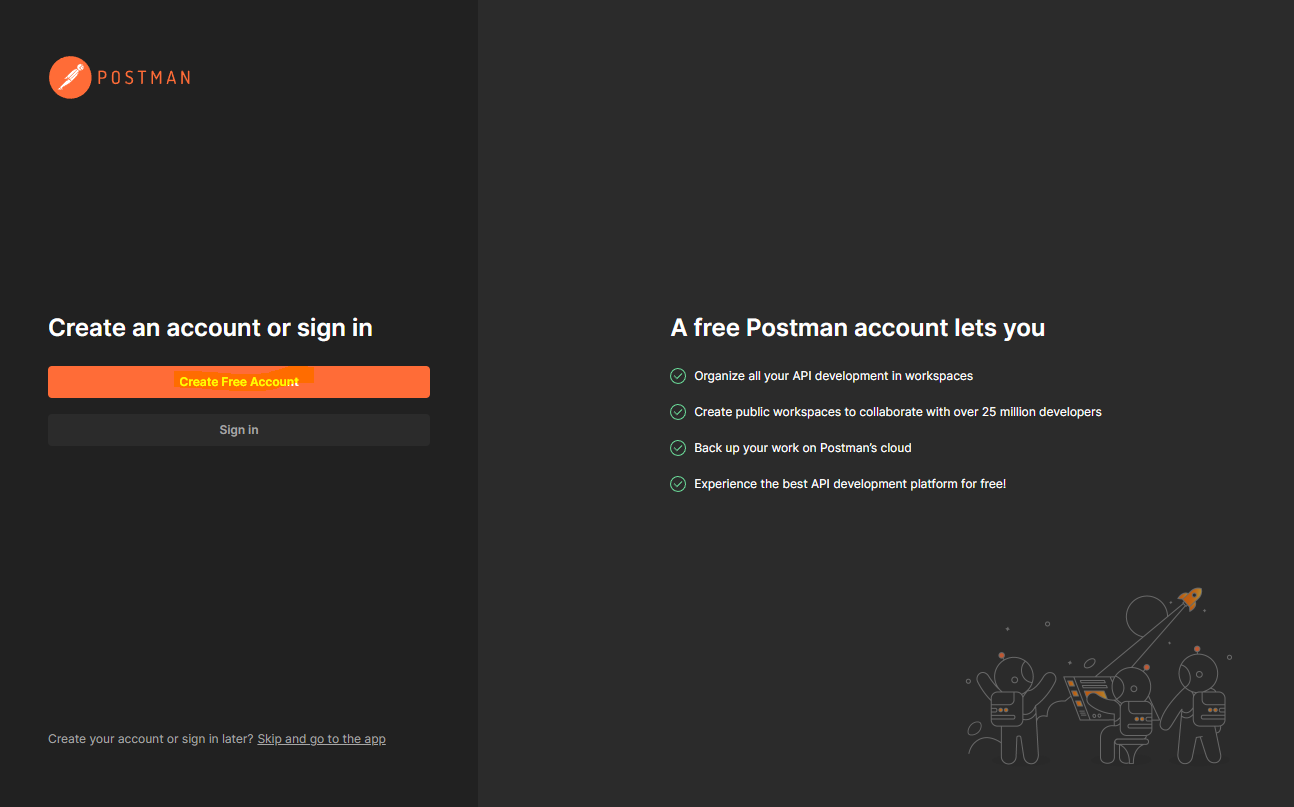 POSTMAN
Create an account or sign in
Create Free Account
Sign in
Create your account or sign in later? Skip and go to the app
A free Postman account lets you
Organize all your API development in workspaces
Create public workspaces to collaborate with over 25 million developers
Back up your work on Postman’s cloud
Experience the best API development platform for free!